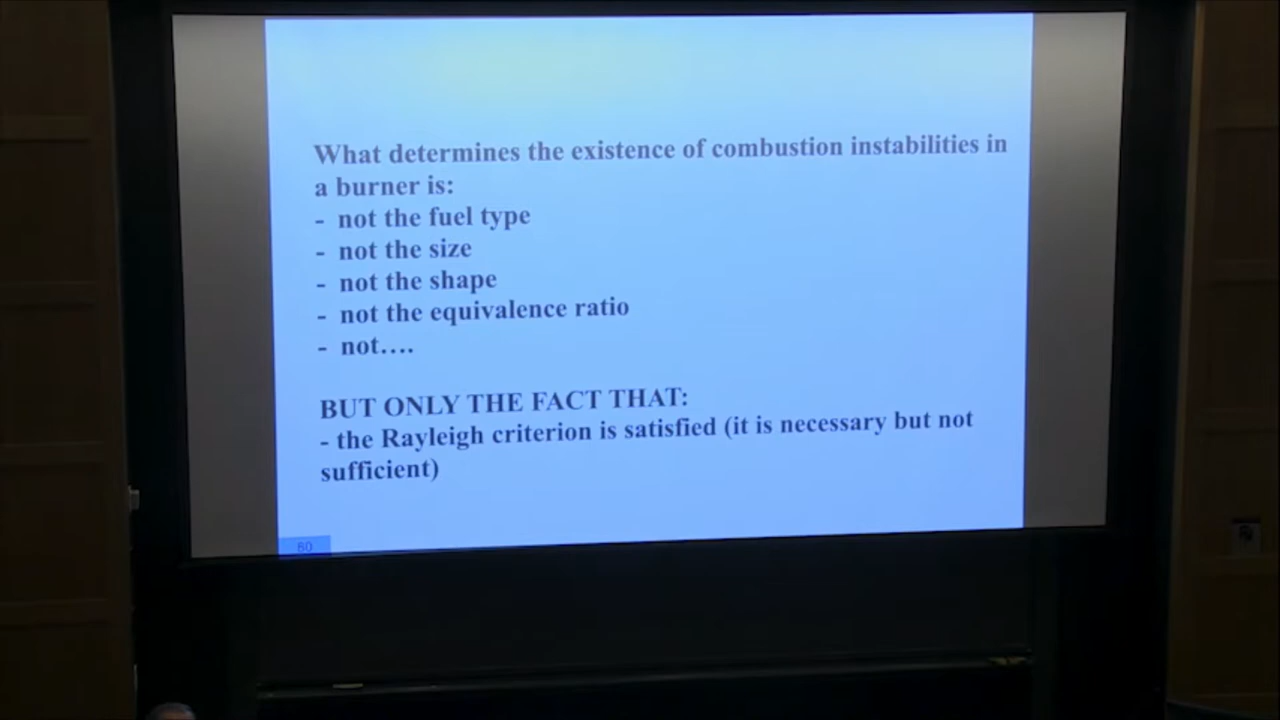 What determines the existence of combustion instabilities in
a burner is:
- not the fuel type
- not the size
- not the shape
- not the equivalence ratio
- not....
BUT ONLY THE FACT THAT:
- the Rayleigh criterion is satisfied (it is necessary but not
sufficient)
60